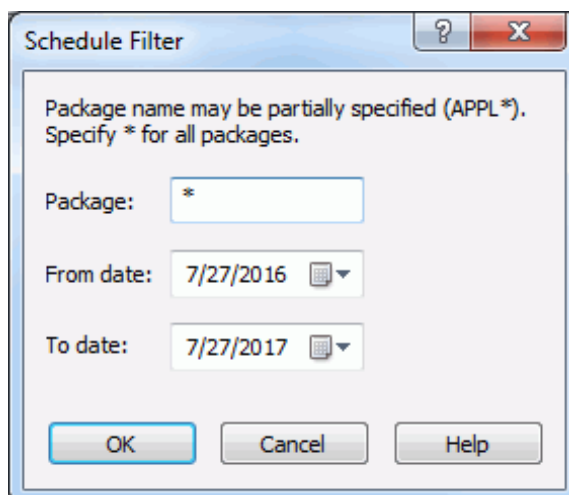 Schedule Filter
Package name may be partially specified (APPL*).
Specify * for all packages.
Package: *
From date: 7/27/2016
To date: 7/27/2017
OK Cancel Help